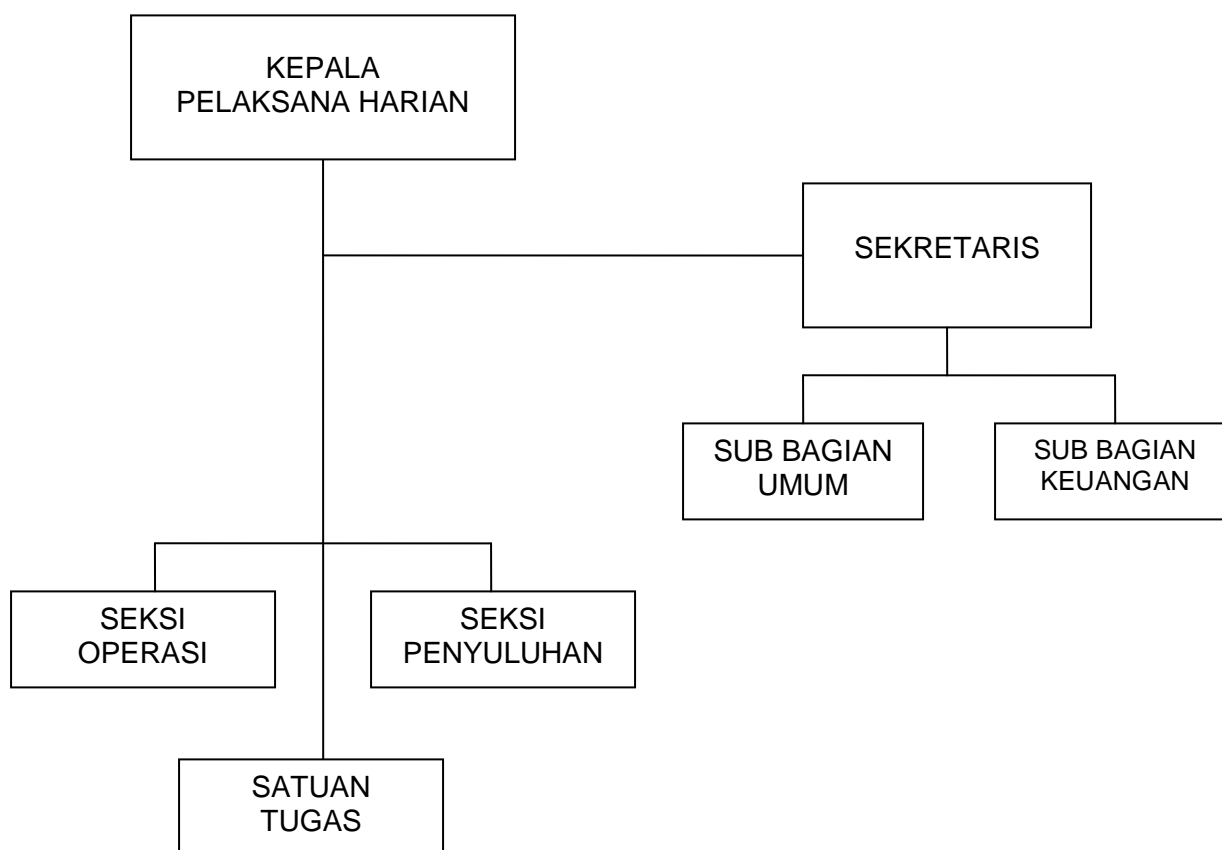 KEPALA
PELAKSANA HARIAN
SEKRETARIS
SUB BAGIAN
UMUM
SUB BAGIAN
KEUANGAN
SEKSI
OPERASI
SEKSI
PENYULUHAN
SATUAN
TUGAS